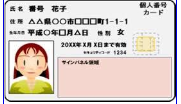 氏名 番号 花子
個人番号
カード
住所 △△県○○市□□□町1-1-1
平成○年□月△日 性別 女
20XX年X月X日まで有効
1234
サインパネル領域